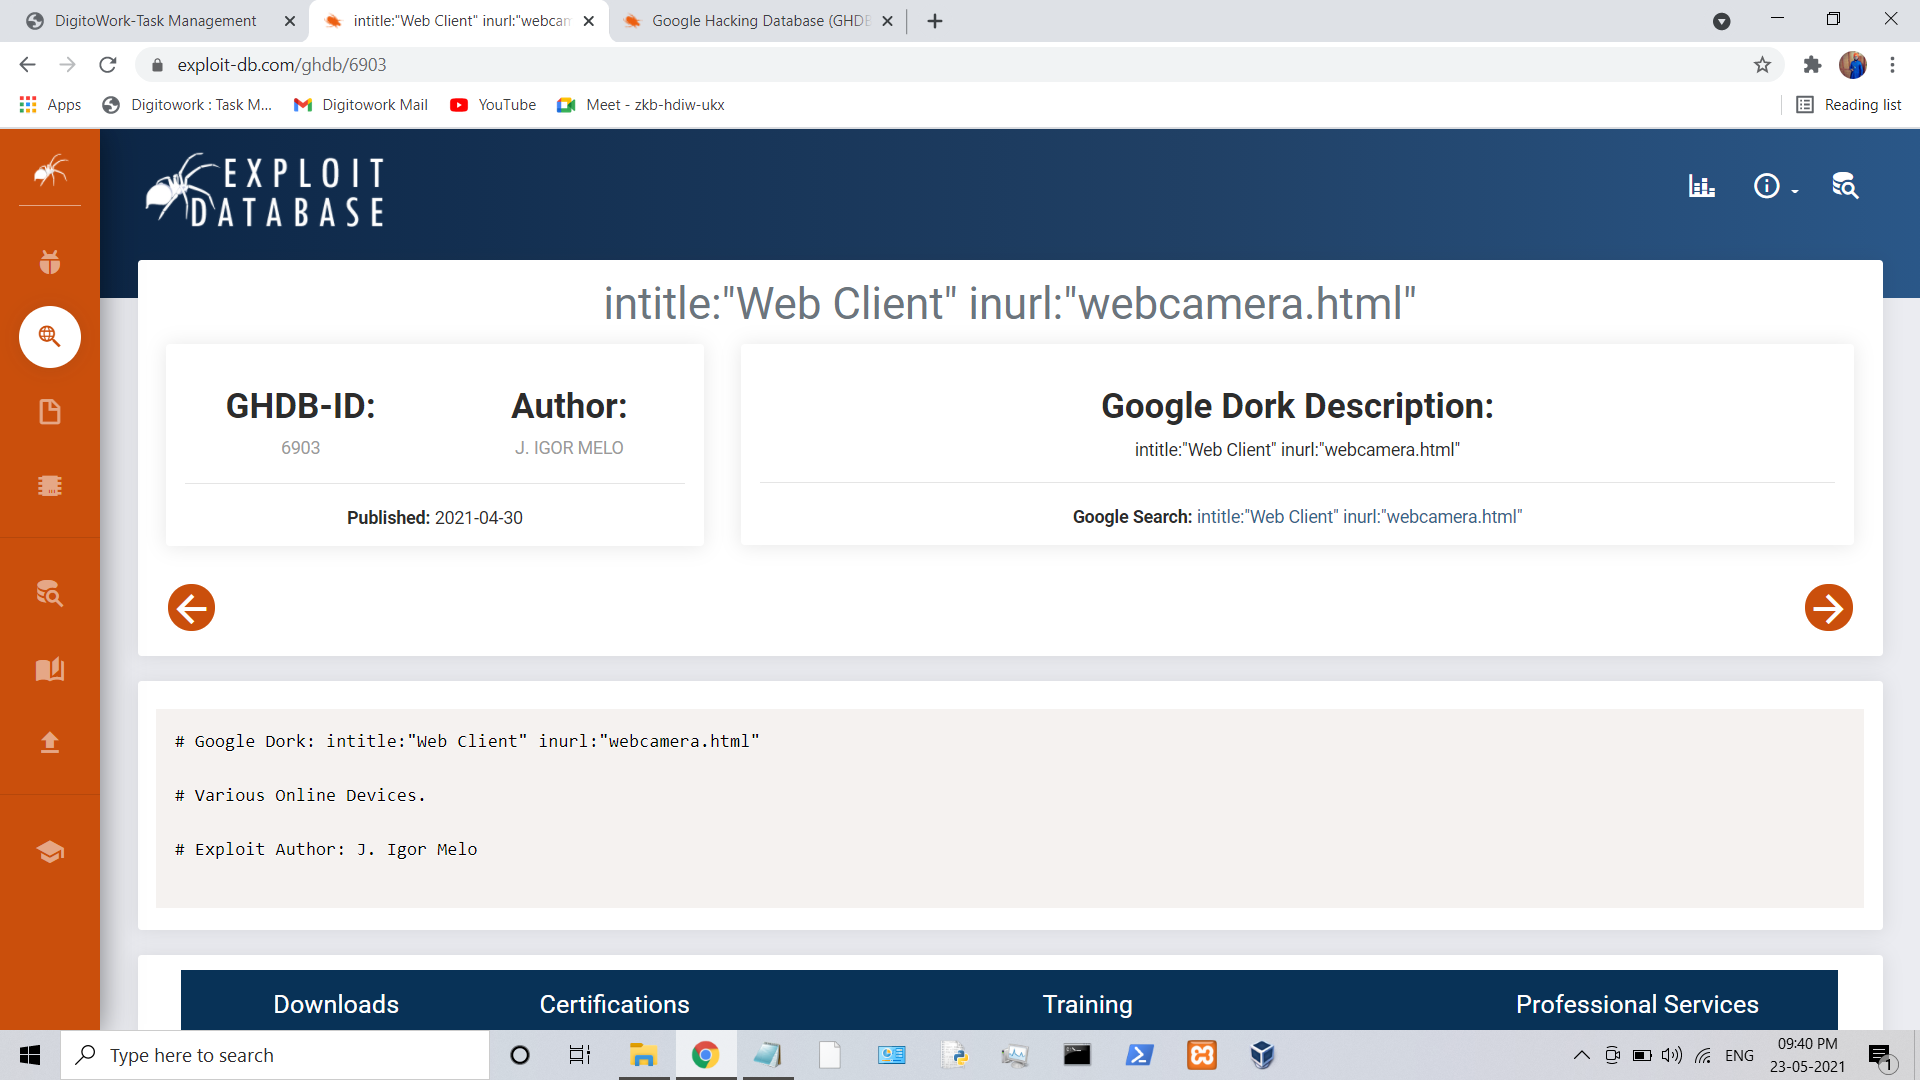 DigitoWork-Task Management
intitle:"Web Client" inurl:"webcam
Google Hacking Database (GHDB
exploit-db.com/ghdb/6903
Apps
Digitowork : Task M...
Digitowork Mail
YouTube
Meet - zkb-hdiw-ukx
Reading list
EXPLOIT
DATABASE
intitle:"Web Client" inurl:"webcamera.html"
GHDB-ID:
6903
Author:
J. IGOR MELO
Published: 2021-04-30
Google Dork Description:
intitle:"Web Client" inurl:"webcamera.html"
Google Search: intitle:"Web Client" inurl:"webcamera.html"
# Google Dork: intitle:"Web Client" inurl:"webcamera.html"
# Various Online Devices.
# Exploit Author: J. Igor Melo
Downloads
Certifications
Training
Professional Services
Type here to search
ENG
09:40 PM
23-05-2021
1